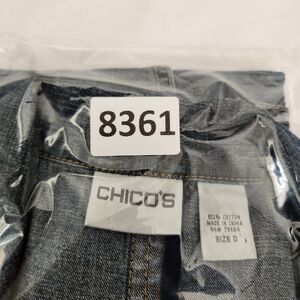 8361
CHICO'S
100% COTTON
MADE IN CHINA
SIZE 0